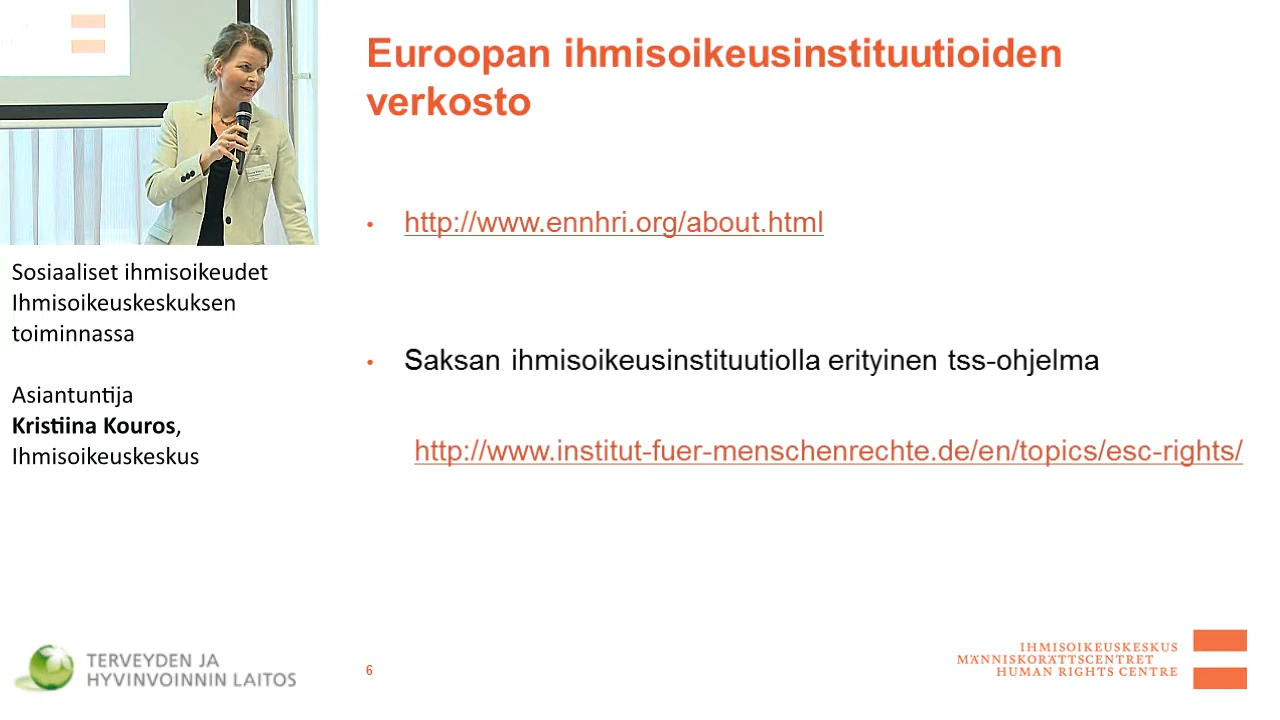 Euroopan ihmisoikeusinstituutioiden
verkosto
• http://www.ennhri.org/about.html
• Saksan ihmisoikeusinstituutiolla erityinen tss-ohjelma
http://www.institut-fuer-menschenrechte.de/en/topics/esc-rights/
Sosiaaliset ihmisoikeudet
Ihmisoikeuskeskuksen
toiminnassa
Asiantuntija
Kristiina Kouros,
Ihmisoikeuskeskus
TERVEYDEN JA
HYVINVOINNIN LAITOS
6
IHMISOIKEUSKESKUS
MÄNNISKORÄTTSCENTRET
HUMAN RIGHTS CENTRE